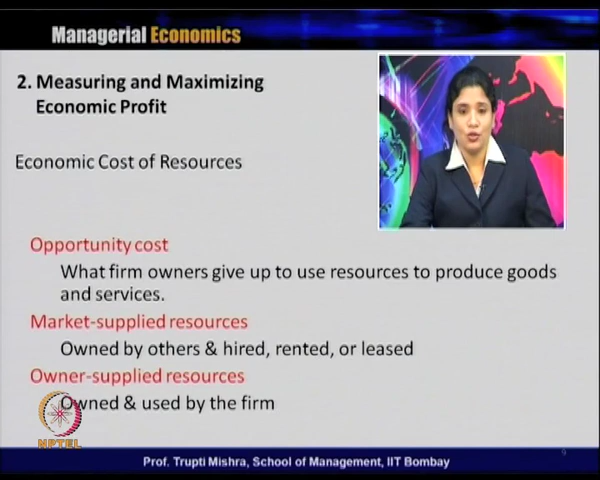 Managerial Economics
2. Measuring and Maximizing
Economic Profit
Economic Cost of Resources
Opportunity cost
What firm owners give up to use resources to produce goods
and services.
Market-supplied resources
Owned by others & hired, rented, or leased
Owner-supplied resources
Owned & used by the firm
NPTEL
9
Prof. Trupti Mishra, School of Management, IIT Bombay